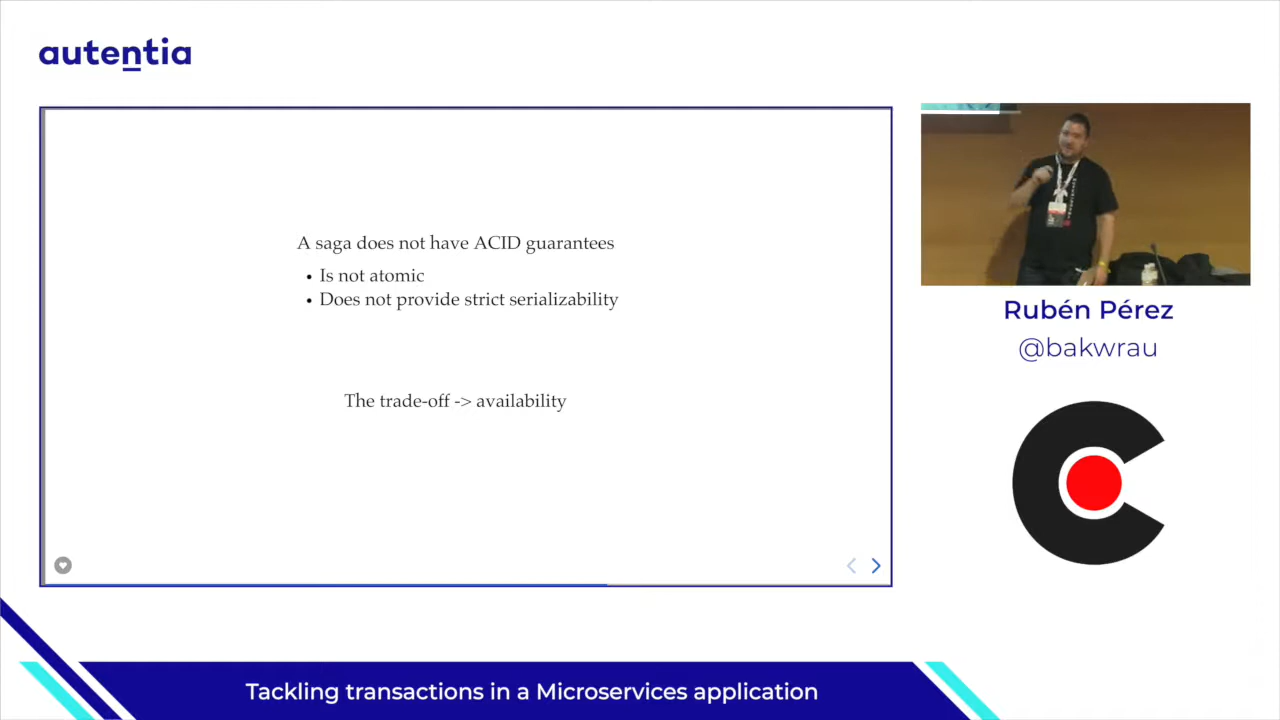 autentia
A saga does not have ACID guarantees
• Is not atomic
• Does not provide strict serializability
The trade-off -> availability
Rubén Pérez
@bakwrau
Tackling transactions in a Microservices application